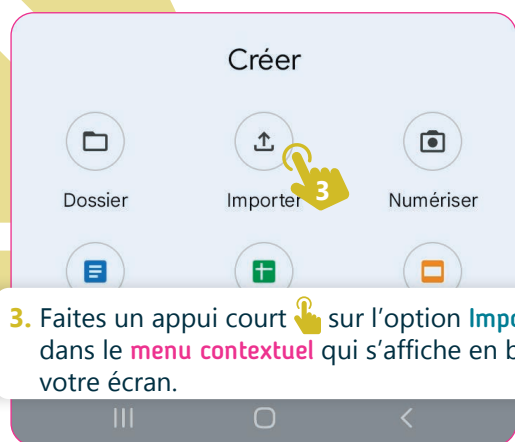 Créer
Dossier Importer Numériser
3
3. Faites un appui court sur l'option Impo
dans le menu contextuel qui s'affiche en b
votre écran.